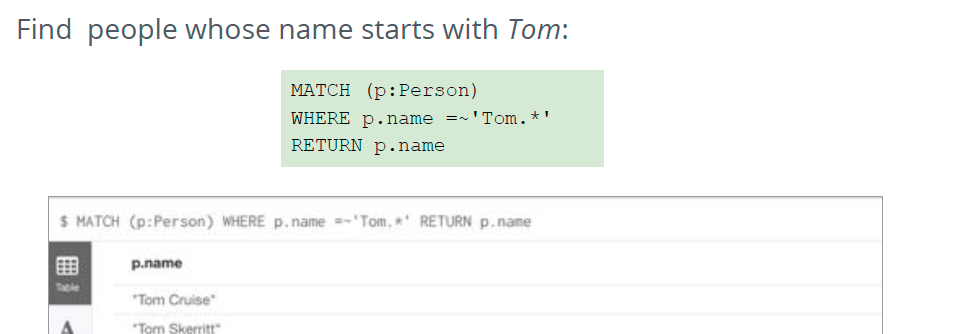 Find people whose name starts with Tom:
MATCH (p:Person)
WHERE p.name =~'Tom.*'
RETURN p.name
$ MATCH (p:Person) WHERE p.name =~'Tom.*' RETURN p.name
p.name
Table
"Tom Cruise"
A
"Tom Skerritt"